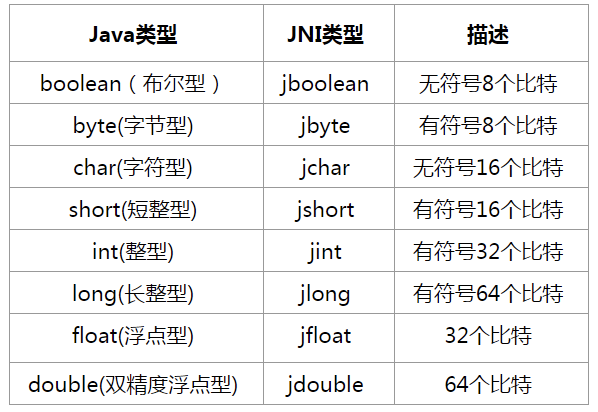 Java类型 JNI类型 描述
boolean（布尔型） jboolean 无符号8个比特
byte(字节型) jbyte 有符号8个比特
char(字符型) jchar 无符号16个比特
short(短整型) jshort 有符号16个比特
int(整型) jint 有符号32个比特
long(长整型) jlong 有符号64个比特
float(浮点型) jfloat 32个比特
double(双精度浮点型) jdouble 64个比特